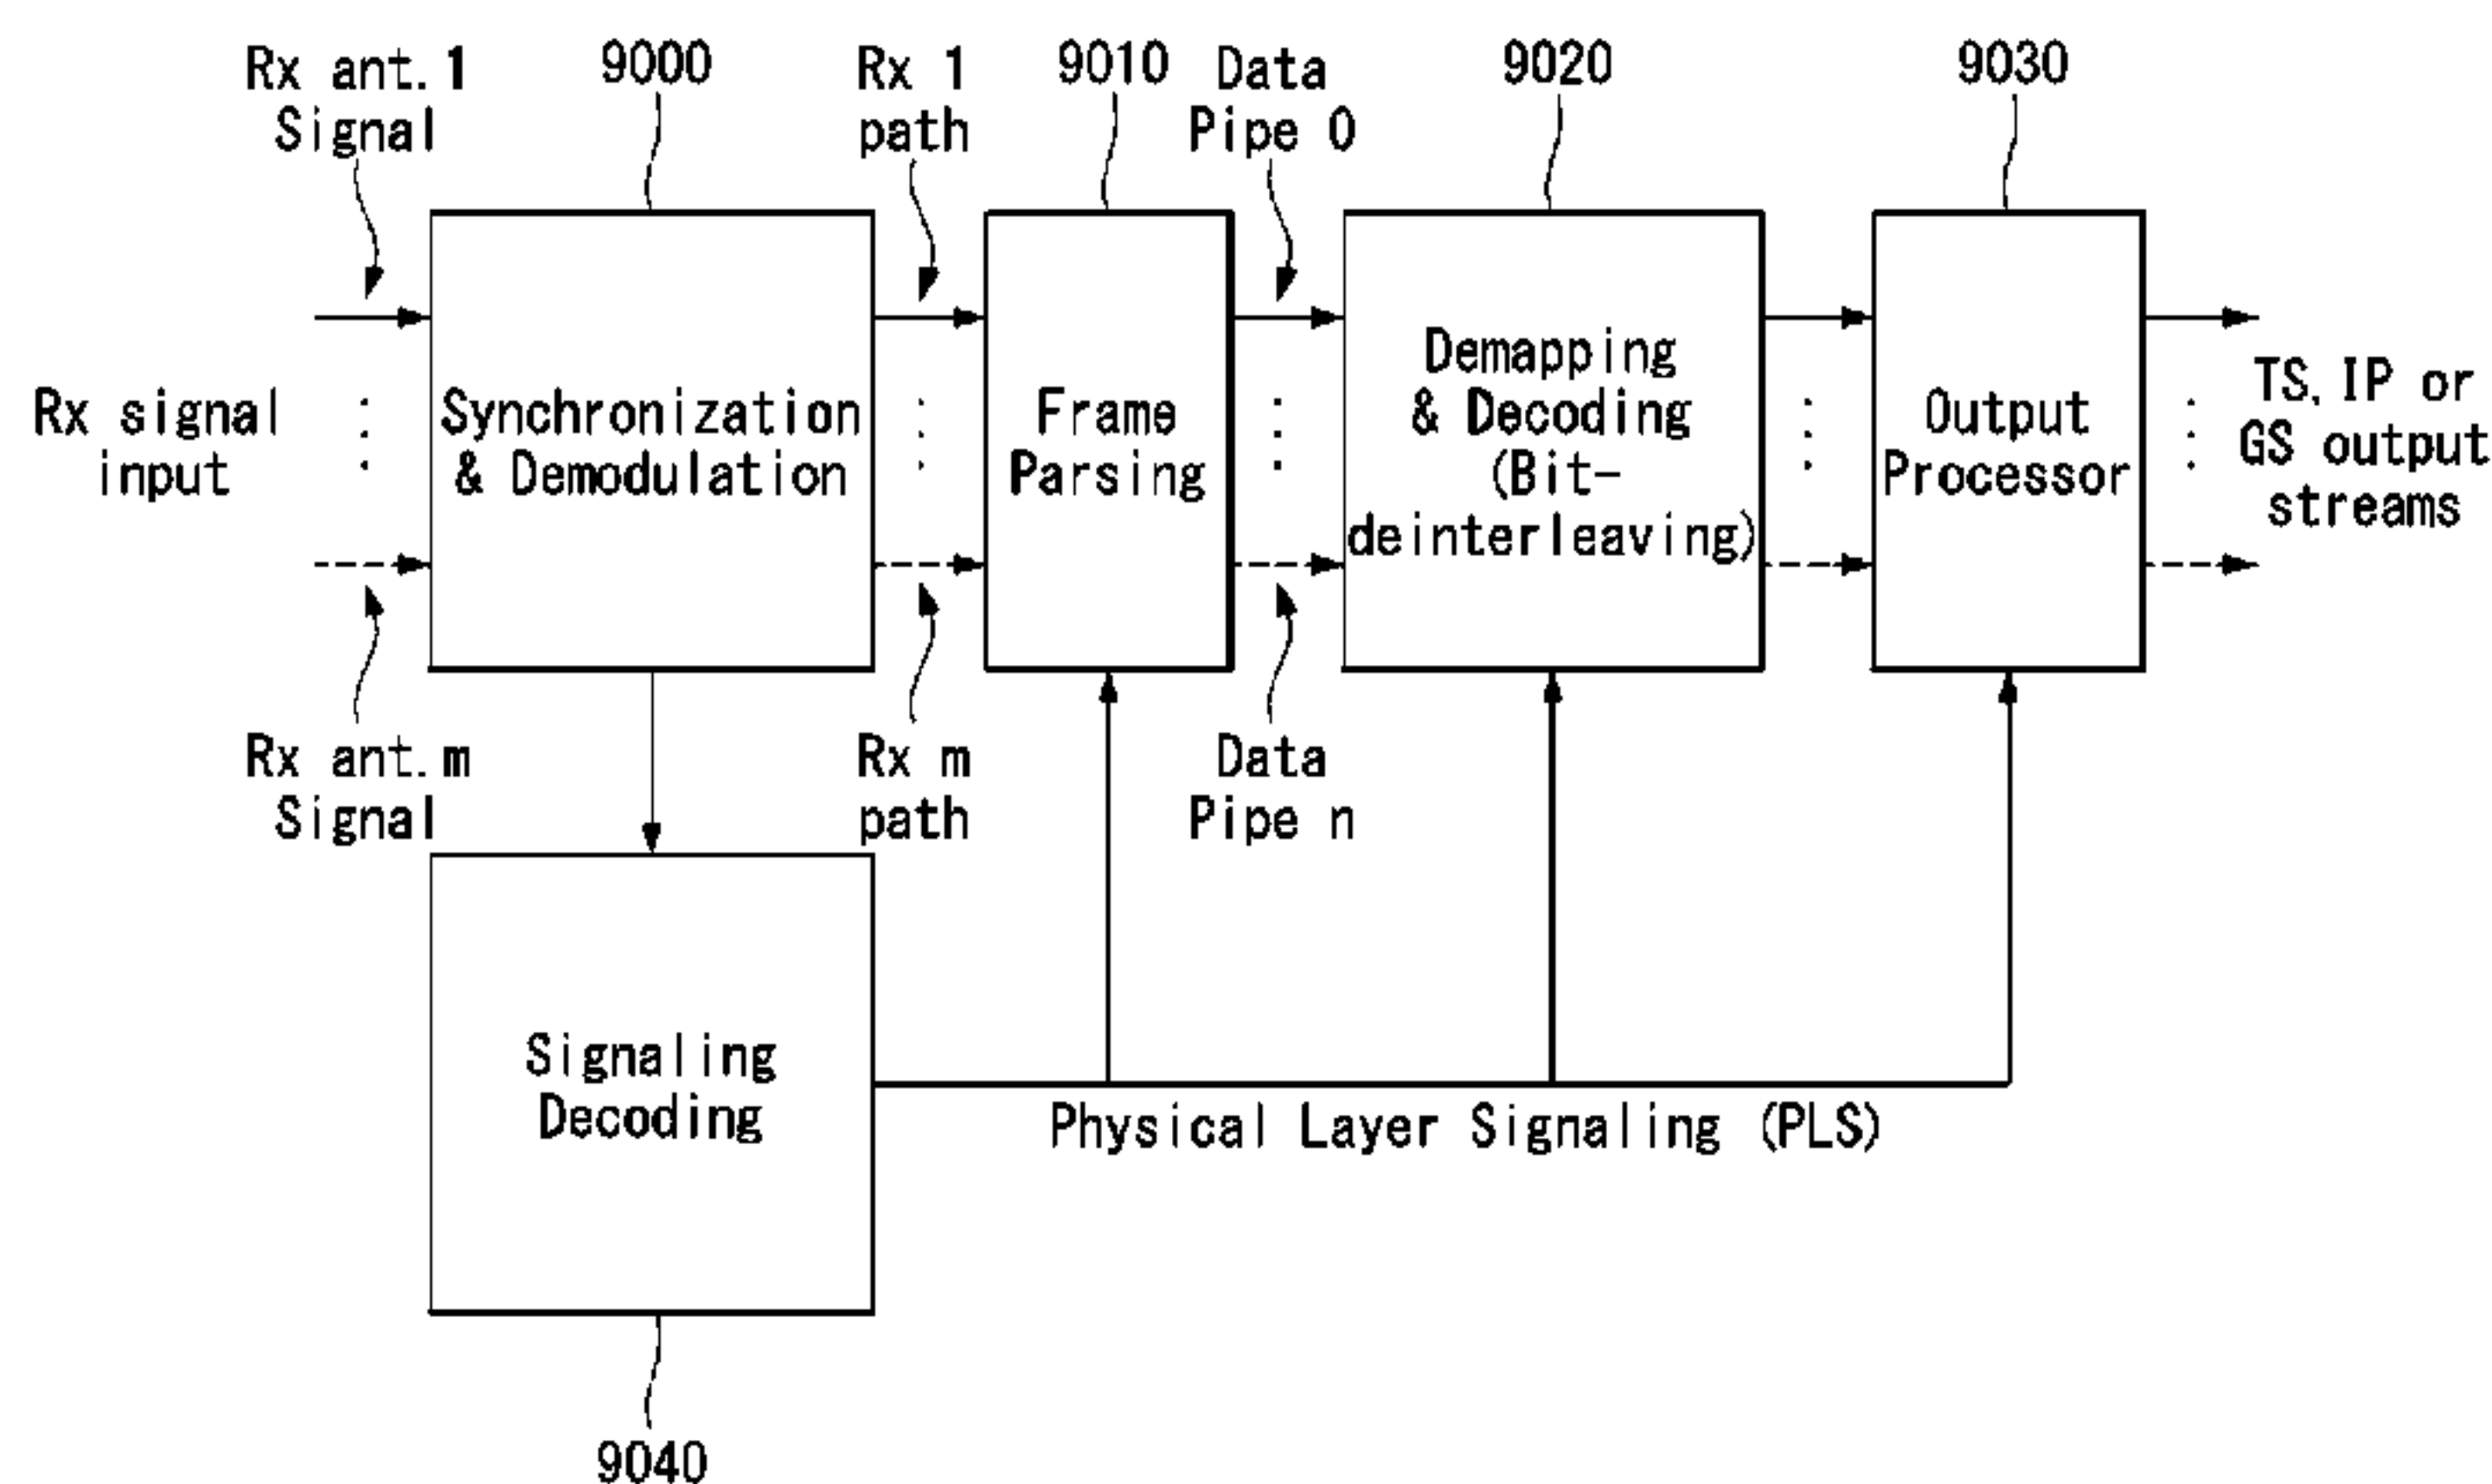 Rx ant.1
Signal
9000
Rx 1
path
9010
Data
Pipe 0
9020
9030
Rx signal
input
Synchronization
& Demodulation
Frame
Parsing
Demapping
& Decoding
(Bit-
deinterleaving)
Output
Processor
TS, IP or
GS output
streams
Rx ant.m
Signal
Rx m
path
Data
Pipe n
Signaling
Decoding
Physical Layer Signaling (PLS)
9040